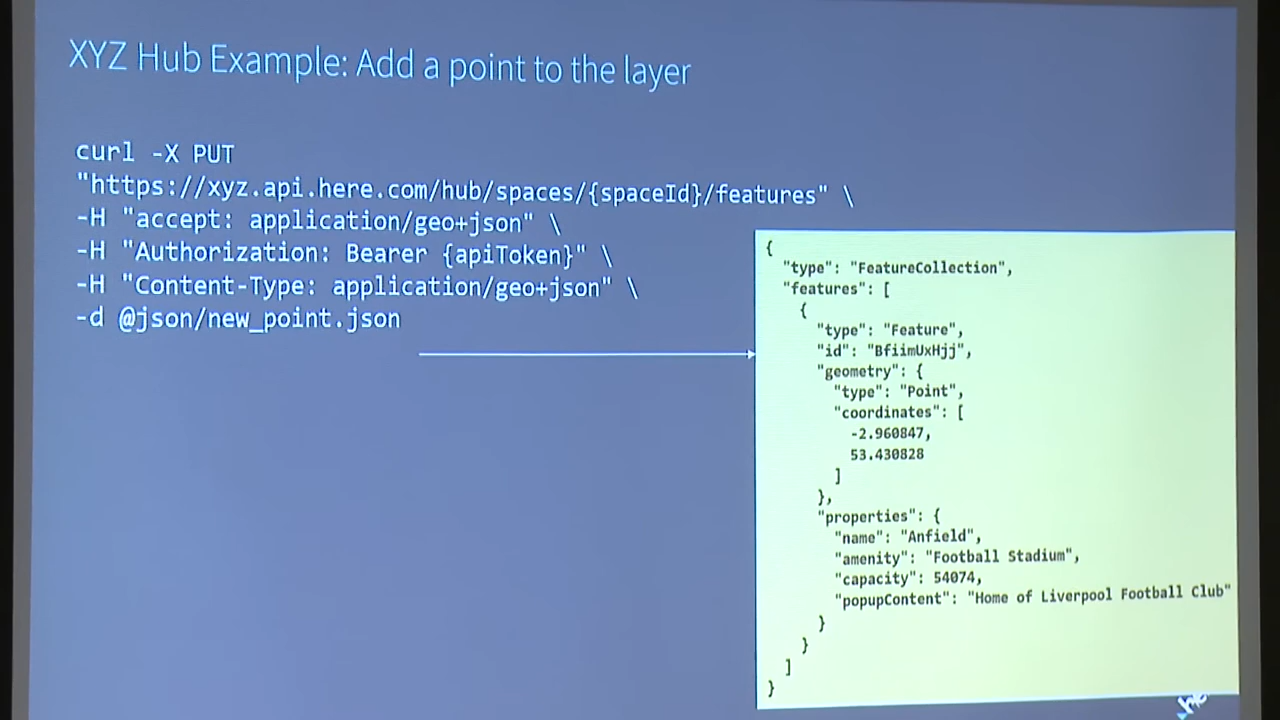 XYZ Hub Example: Add a point to the layer
curl -X PUT
"https://xyz.api.here.com/hub/spaces/{spaceId}/features" \
-H "accept: application/geo+json" \
-H "Authorization: Bearer {apiToken}" \
-H "Content-Type: application/geo+json" \
-d @json/new_point.json
{
"type": "FeatureCollection",
"features": [
{
"type": "Feature",
"id": "BfiimUxHjj",
"geometry": {
"type": "Point",
"coordinates": [
-2.960847,
53.430828
]
},
"properties": {
"name": "Anfield",
"amenity": "Football Stadium",
"capacity": 54074,
"popupContent": "Home of Liverpool Football Club"
}
}
]
}